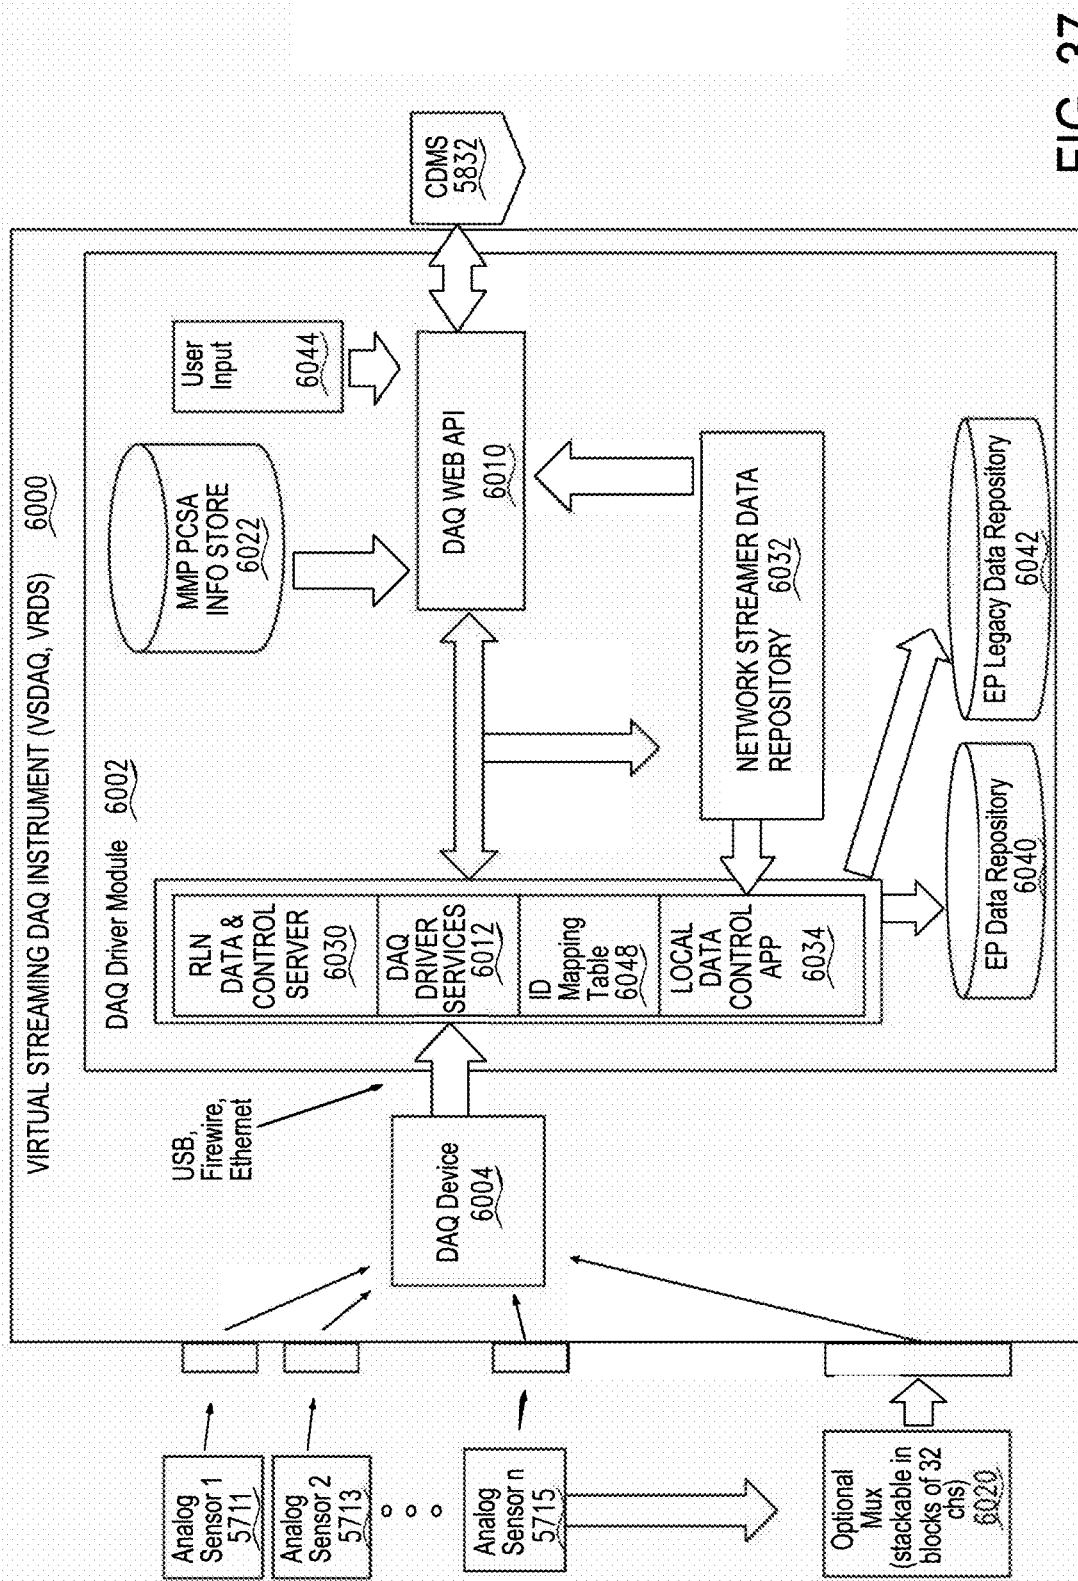 VIRTUAL STREAMING DAQ INSTRUMENT (VSDAQ, VRDS) 6000
DAQ Driver Module 6002
Analog
Sensor 1
5711
Analog
Sensor 2
5713
Analog
Sensor n
5715
Optional
Mux
(stackable in
blocks of 32
chs)
6020
USB,
Firewire,
Ethernet
DAQ Device
6004
RLN
DATA &
CONTROL
SERVER
6030
DAQ
DRIVER
SERVICES
6012
ID
Mapping
Table
6048
LOCAL
DATA
CONTROL
APP
6034
MMP PCSA
INFO STORE
6022
User
Input
6044
DAQ WEB API
6010
CDMS
5832
NETWORK STREAMER DATA
REPOSITORY 6032
EP Data Repository
6040
EP Legacy Data Repository
6042
FIG. 37